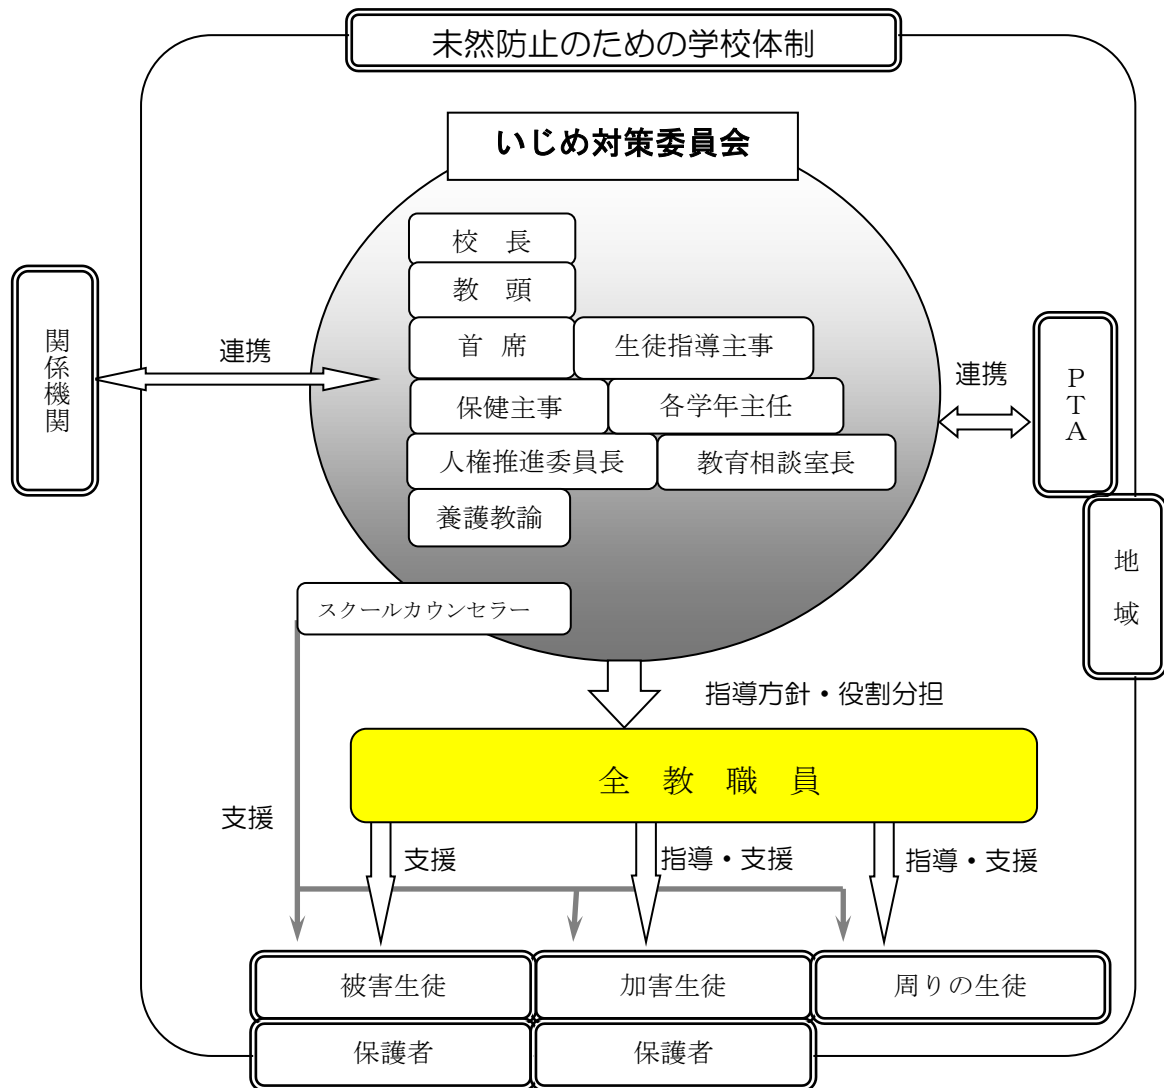 未然防止のための学校体制
いじめ対策委員会
校　長
教　頭
首 席
生徒指導主事
保健主事
各学年主任
人権推進委員長
教育相談室長
養護教諭
スクールカウンセラー
関係機関
連携
連携
ＰＴＡ
地　域
指導方針・役割分担
全　教　職　員
支援
支援
指導・支援
指導・支援
被害生徒
加害生徒
周りの生徒
保護者
保護者